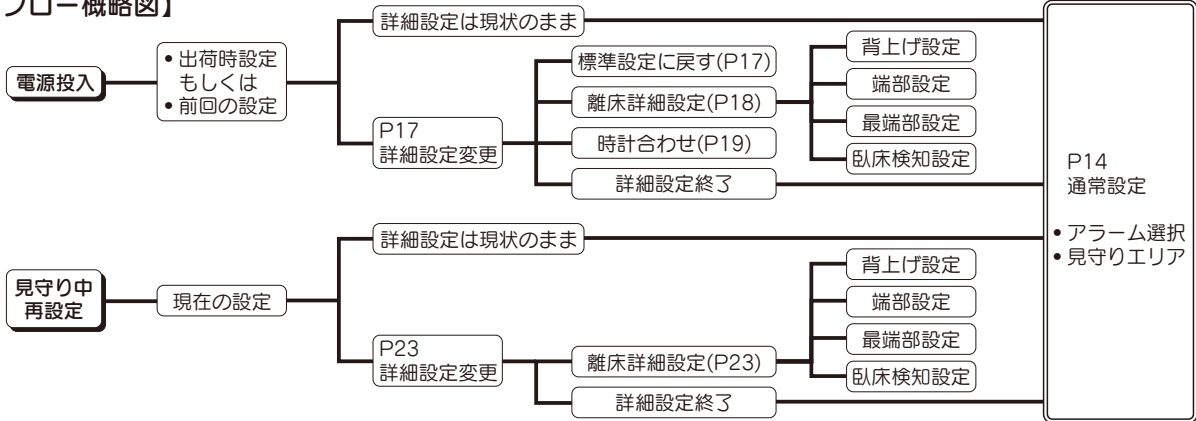 フロー概略図】
電源投入
• 出荷時設定
もしくは
• 前回の設定
詳細設定は現状のまま
P17
詳細設定変更
標準設定に戻す(P17)
離床詳細設定(P18)
時計合わせ(P19)
詳細設定終了
背上げ設定
端部設定
最端部設定
臥床検知設定
見守り中
再設定
現在の設定
詳細設定は現状のまま
P23
詳細設定変更
離床詳細設定(P23)
詳細設定終了
背上げ設定
端部設定
最端部設定
臥床検知設定
P14
通常設定
• アラーム選択
• 見守りエリア